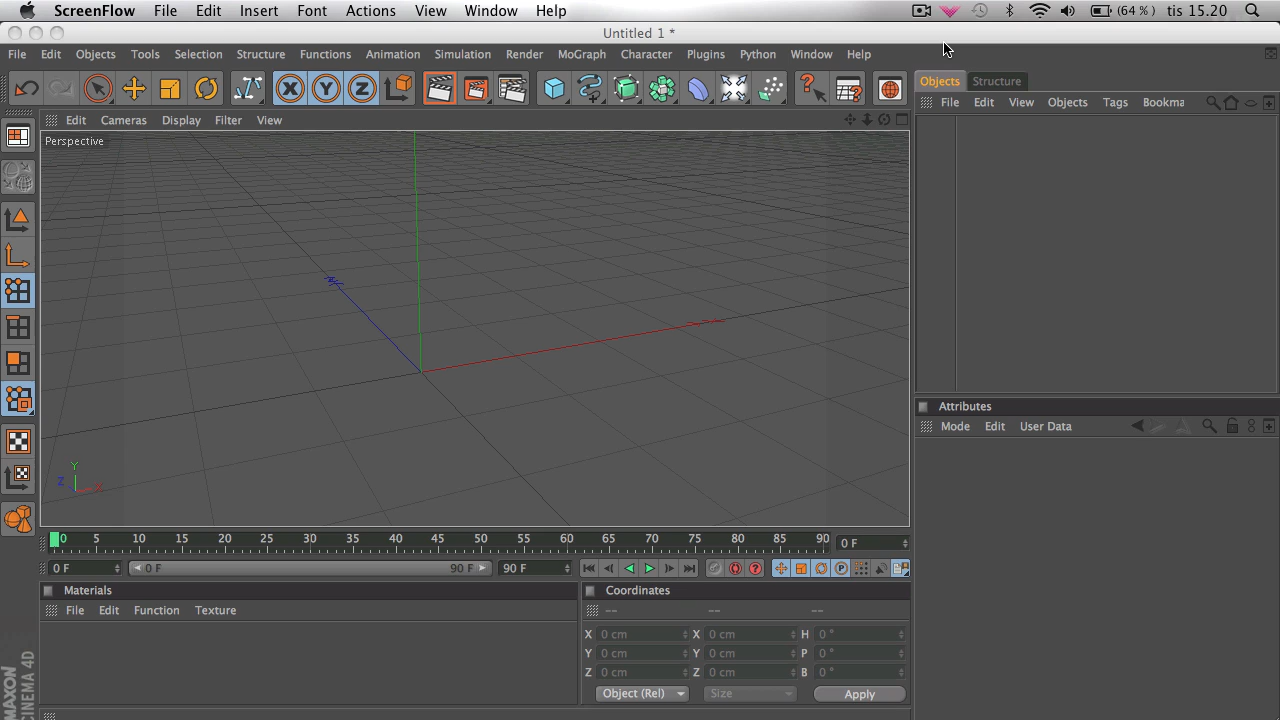 ScreenFlow File Edit Insert Font Actions View Window Help (64 %) tis 15.20
Untitled 1 *
File Edit Objects Tools Selection Structure Functions Animation Simulation Render MoGraph Character Plugins Python Window Help
X Y Z
Objects Structure
File Edit View Objects Tags Bookma
Edit Cameras Display Filter View
Perspective
Z
Y
Z X
Attributes
Mode Edit User Data
0 5 10 15 20 25 30 35 40 45 50 55 60 65 70 75 80 85 90 0 F
0 F 0 F 90 F 90 F
Materials
File Edit Function Texture
Coordinates
-- -- --
X 0 cm X 0 cm H 0 °
Y 0 cm Y 0 cm P 0 °
Z 0 cm Z 0 cm B 0 °
Object (Rel) Size Apply
MAXON
CINEMA 4D